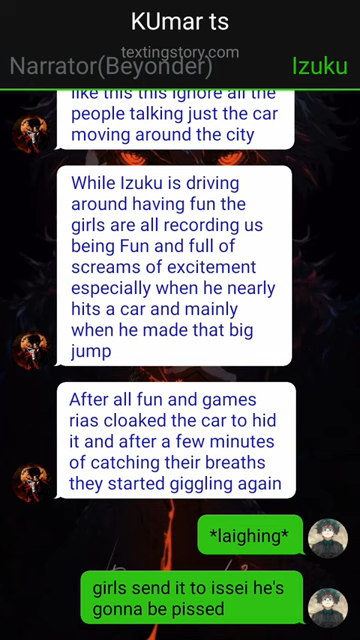 KUmar ts
textingstory.com
Narrator(Beyonder)
Izuku
like this this ignore all the
people talking just the car
moving around the city
While Izuku is driving
around having fun the
girls are all recording us
being Fun and full of
screams of excitement
especially when he nearly
hits a car and mainly
when he made that big
jump
After all fun and games
rias cloaked the car to hid
it and after a few minutes
of catching their breaths
they started giggling again
*laighing*
girls send it to issei he's
gonna be pissed